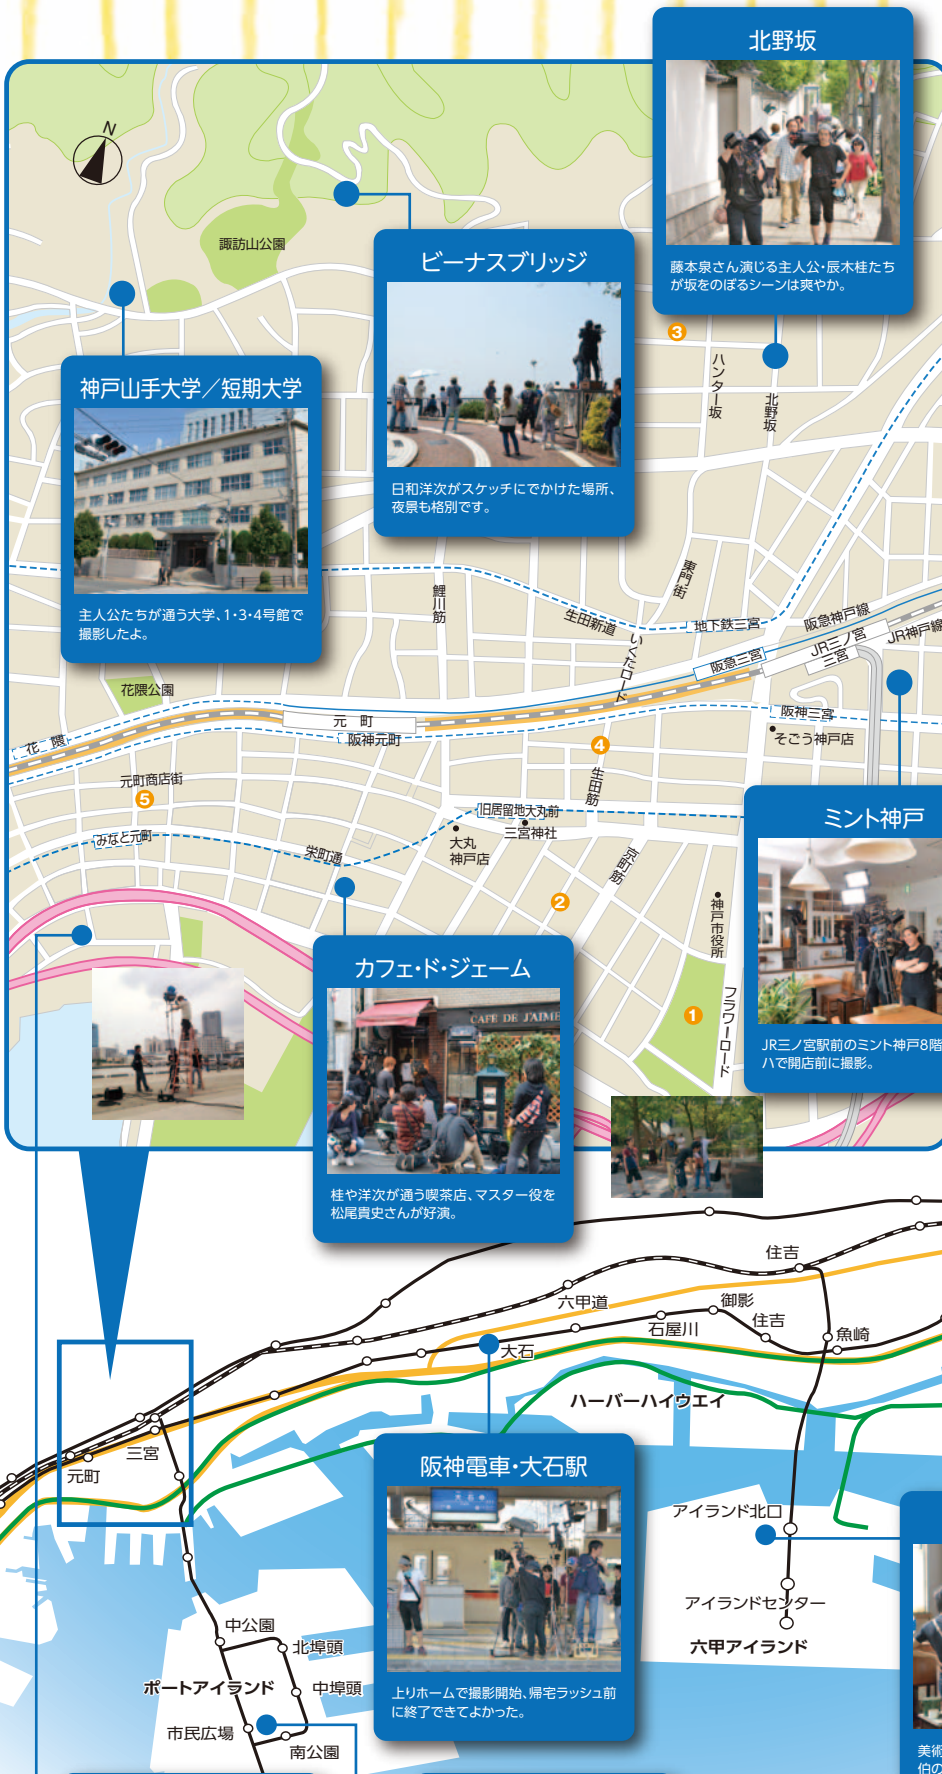 北野坂
藤本泉さん演じる主人公・辰木桂たち
が坂をのぼるシーンは爽やか。
N
諏訪山公園
ビーナスブリッジ
日和洋次がスケッチにでかけた場所、
夜景も格別です。
神戸山手大学／短期大学
主人公たちが通う大学、1・3・4号館で
撮影したよ。
3
ハンター坂
北野坂
東門街
鯉川筋
生田新道
いくたロード
地下鉄三宮
阪急神戸線
JR神戸線
阪急三宮
JR三ノ宮
三宮
花隈公園
花隈
元町
阪神元町
阪神三宮
そごう神戸店
4
生田筋
元町商店街
5
みなと元町
栄町通
旧居留地大丸前
三宮神社
大丸
神戸店
京町筋
2
神戸市役所
フラワーロード
1
ミント神戸
JR三ノ宮駅前のミント神戸8階
ハで開店前に撮影。
カフェ・ド・ジェーム
CAFE DE J'AIME
桂や洋次が通う喫茶店、マスター役を
松尾貴史さんが好演。
住吉
六甲道
御影
石屋川
住吉
魚崎
大石
ハーバーハイウエイ
三宮
元町
阪神電車・大石駅
上りホームで撮影開始、帰宅ラッシュ前
に終了できてよかった。
アイランド北口
アイランドセンター
六甲アイランド
中公園
北埠頭
ポートアイランド
中埠頭
市民広場
南公園
美術
伯の